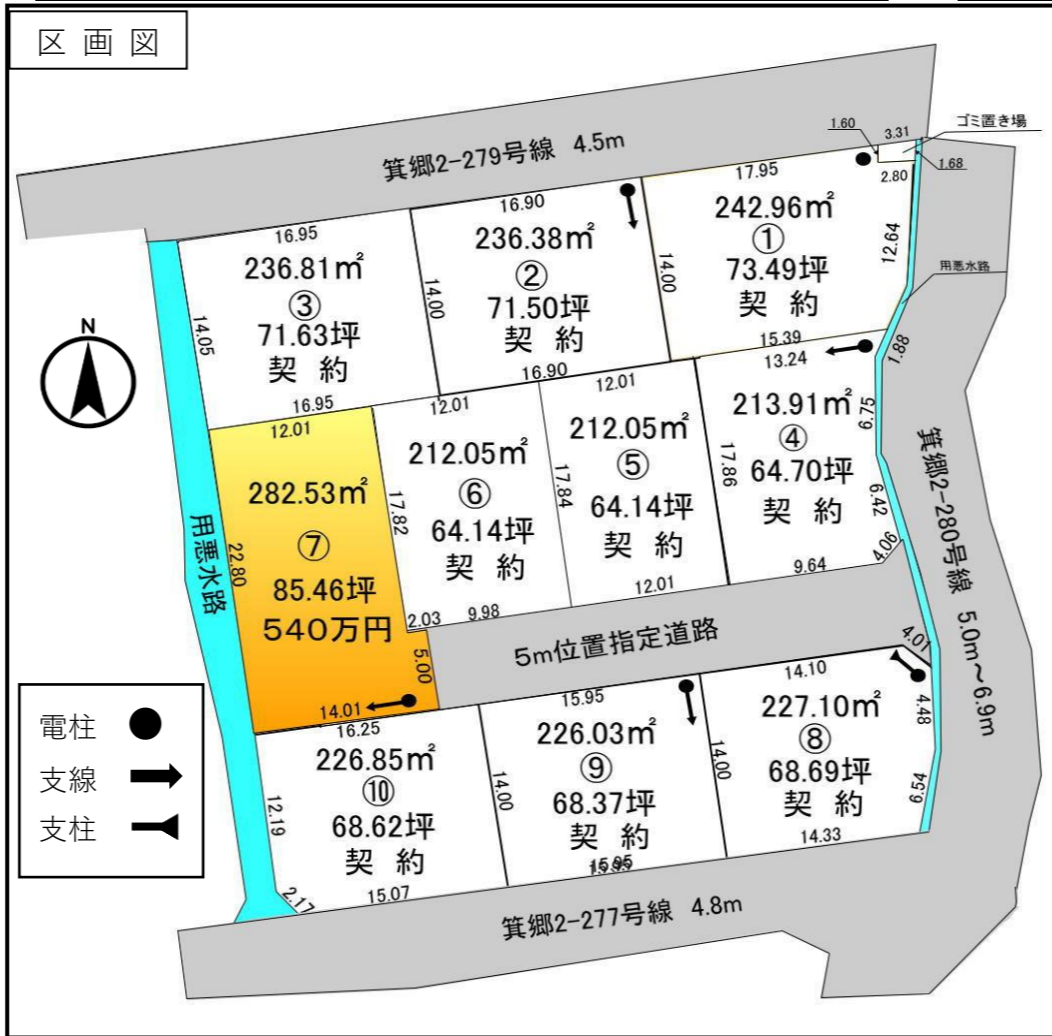 区画図
箕郷2-279号線 4.5m
1.60
3.31
ゴミ置き場
1.68
2.80
17.95
242.96㎡
①
73.49坪
契約
14.00
12.64
用悪水路
15.39
1.88
16.90
236.38㎡
②
71.50坪
契約
14.00
16.90
16.95
236.81㎡
③
71.63坪
契約
14.05
16.95
N
13.24
213.91㎡
④
64.70坪
契約
17.86
6.75
6.42
4.06
9.64
12.01
212.05㎡
⑤
64.14坪
契約
17.84
12.01
12.01
212.05㎡
⑥
64.14坪
契約
17.82
2.03
9.98
12.01
282.53㎡
⑦
85.46坪
540万円
22.80
5.00
14.01
用悪水路
箕郷2-280号線 5.0m～6.9m
5m位置指定道路
4.01
14.10
227.10㎡
⑧
68.69坪
契約
14.00
4.48
6.54
14.33
15.95
226.03㎡
⑨
68.37坪
契約
14.00
15.95
16.25
226.85㎡
⑩
68.62坪
契約
12.19
2.17
15.07
箕郷2-277号線 4.8m
電柱
支線
支柱